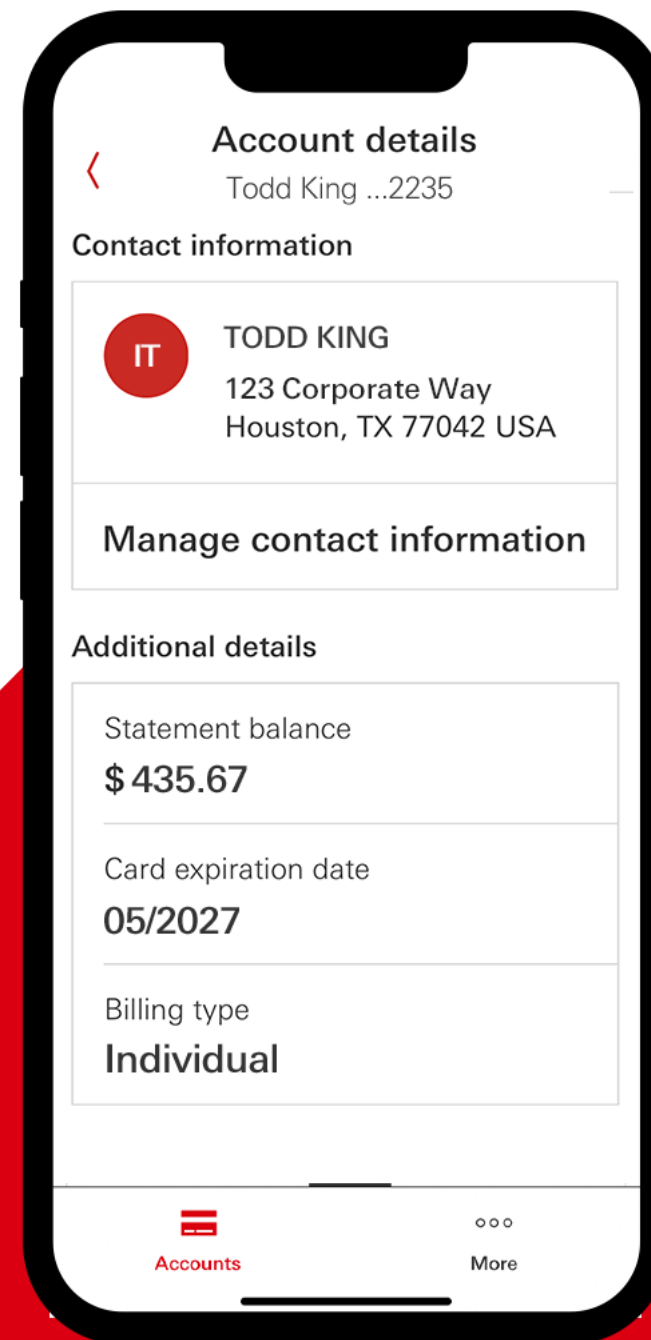 Account details
Todd King ...2235
Contact information
IT
TODD KING
123 Corporate Way
Houston, TX 77042 USA
Manage contact information
Additional details
Statement balance
$ 435.67
Card expiration date
05/2027
Billing type
Individual
Accounts
More